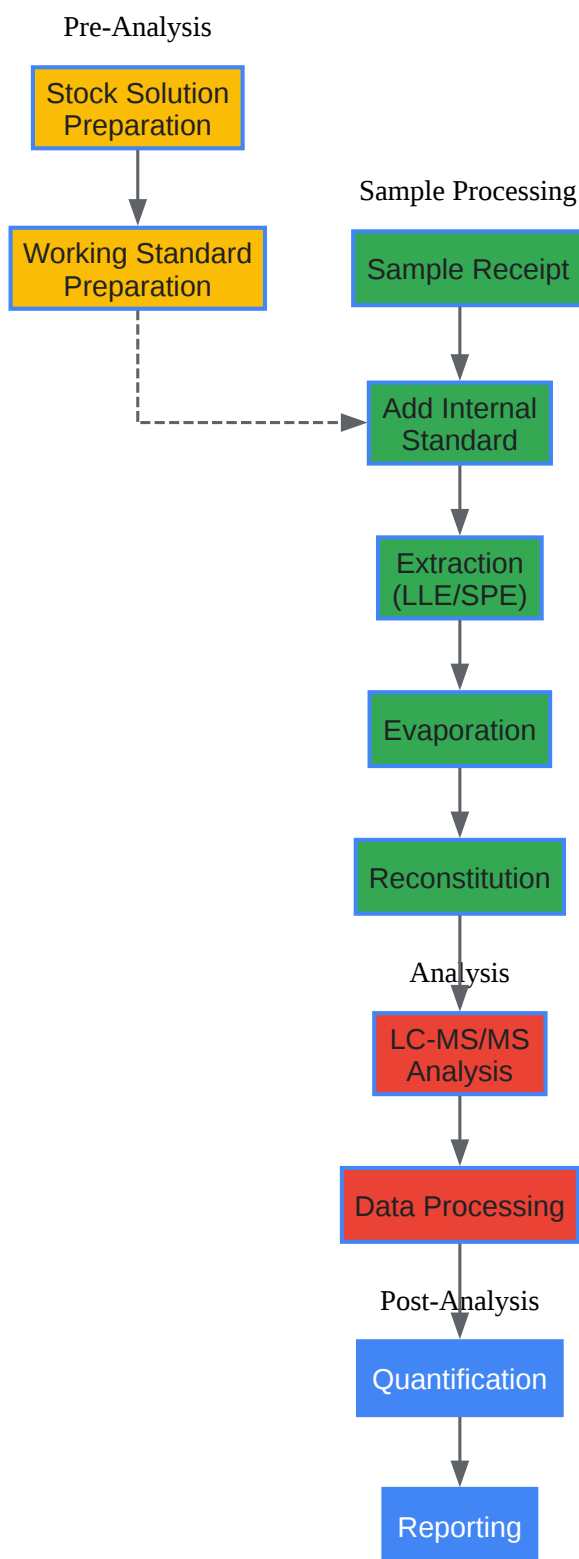 Pre-Analysis
Stock Solution
Preparation
Working Standard
Preparation
Sample Processing
Sample Receipt
Add Internal
Standard
Extraction
(LLE/SPE)
Evaporation
Reconstitution
Analysis
LC-MS/MS
Analysis
Data Processing
Post-Analysis
Quantification
Reporting